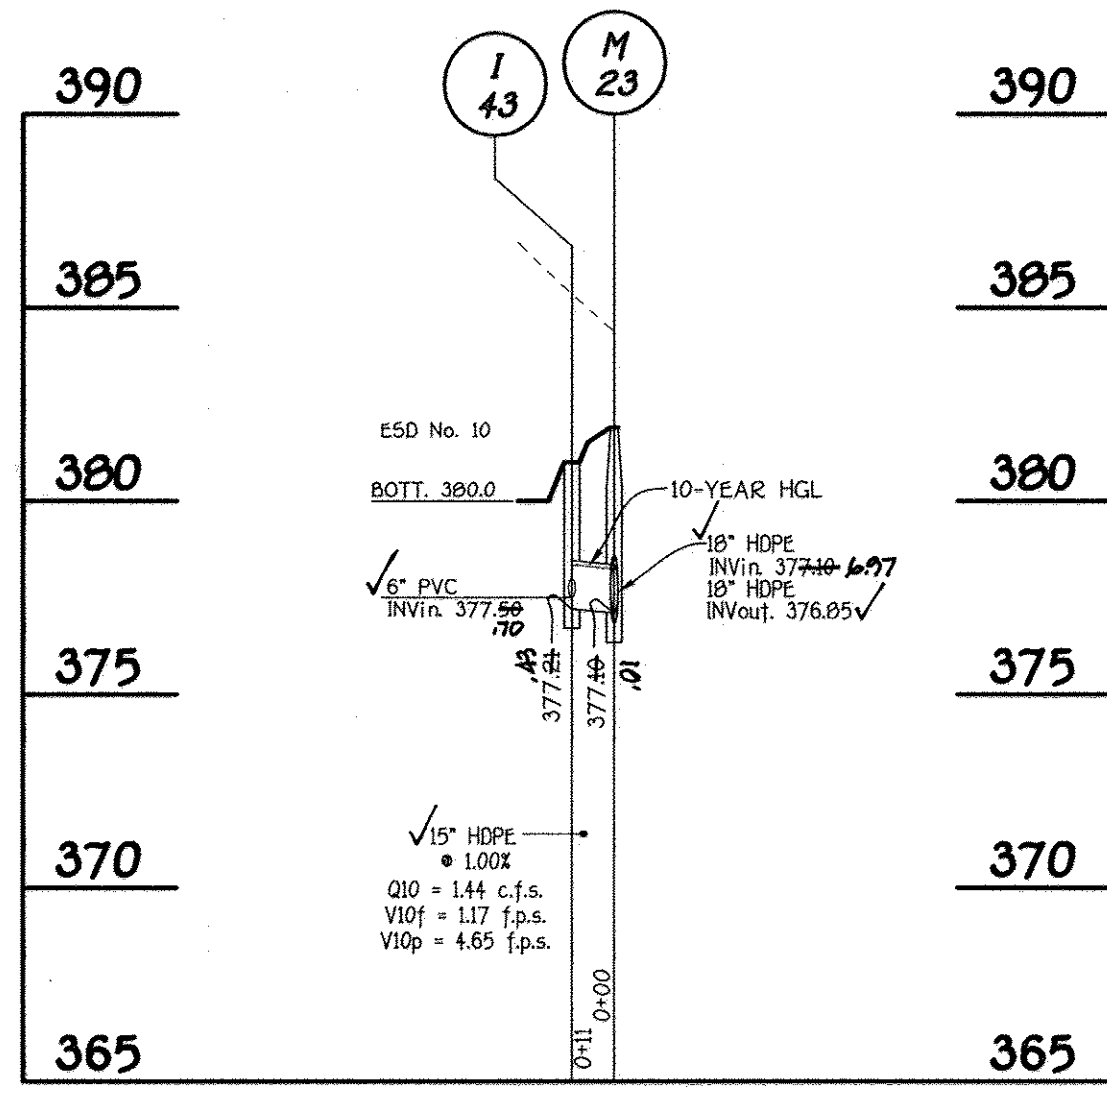 I
43
M
23
390
390
385
385
ESD No. 10
380
380
BOTT. 380.0
10-YEAR HGL
18" HDPE
INVin. 377.10 6.97
18" HDPE
INVout. 376.85
6" PVC
INVin. 377.50
.70
375
375
377.21 .43
377.10 .01
15" HDPE
@ 1.00%
Q10 = 1.44 c.f.s.
V10f = 1.17 f.p.s.
V10p = 4.65 f.p.s.
370
370
0+11
0+00
365
365